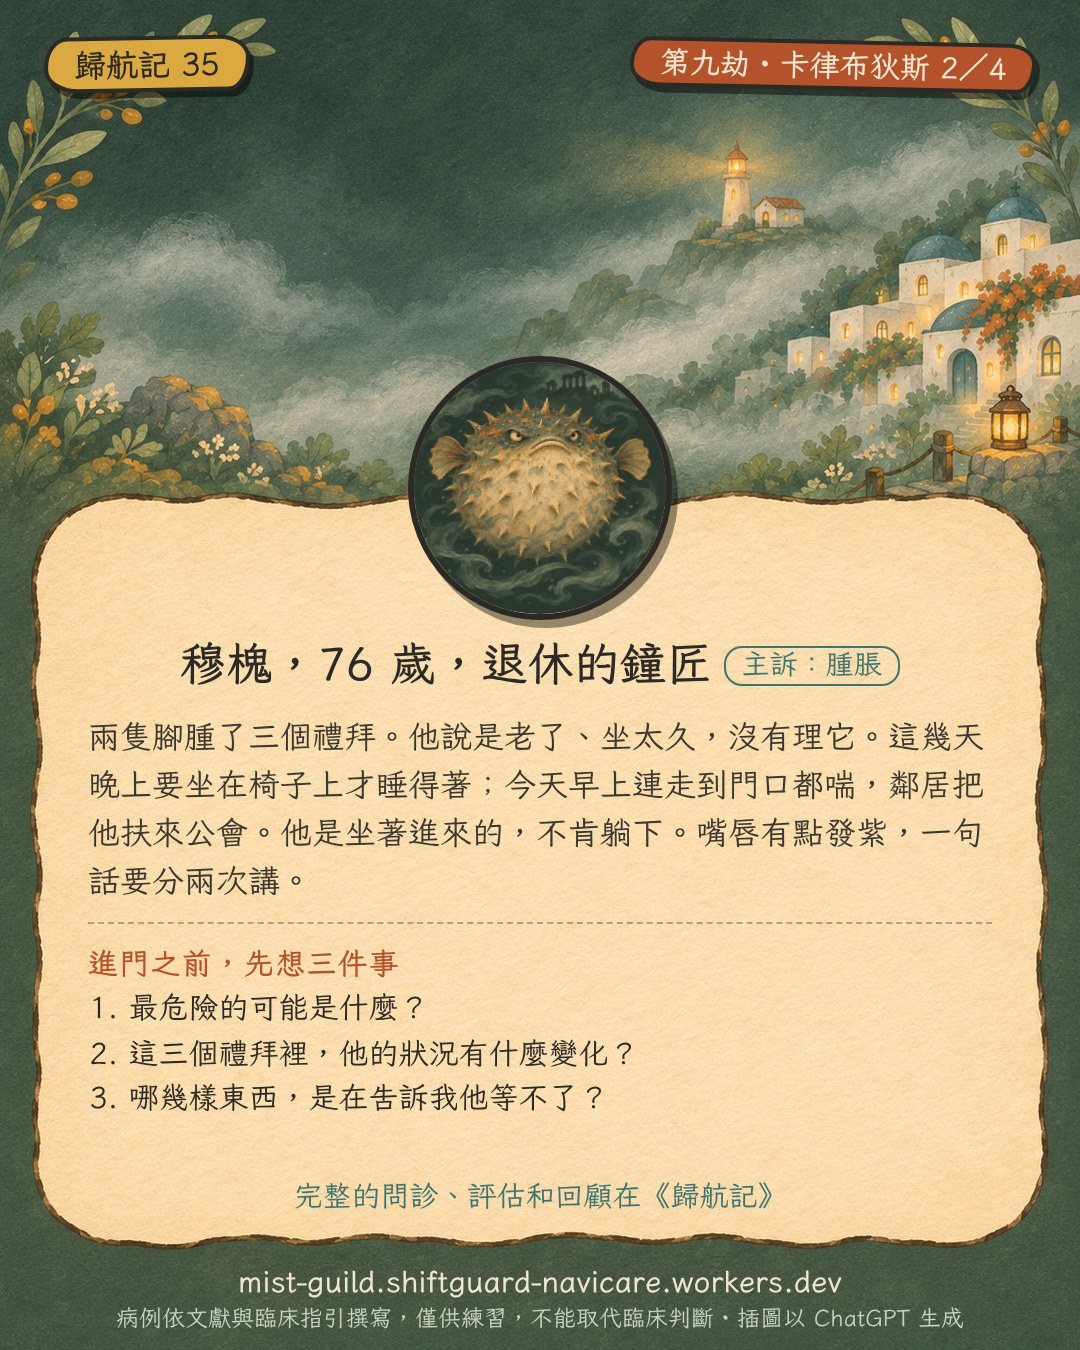 歸航記 35
第九劫・卡律布狄斯 2／4
穆槐，76 歲，退休的鐘匠
主訴：腫脹
兩隻腳腫了三個禮拜。他說是老了、坐太久，沒有理它。這幾天
晚上要坐在椅子上才睡得著；今天早上連走到門口都喘，鄰居把
他扶來公會。他是坐著進來的，不肯躺下。嘴唇有點發紫，一句
話要分兩次講。
進門之前，先想三件事
1. 最危險的可能是什麼？
2. 這三個禮拜裡，他的狀況有什麼變化？
3. 哪幾樣東西，是在告訴我他等不了？
完整的問診、評估和回顧在《歸航記》
mist-guild.shiftguard-navicare.workers.dev
病例依文獻與臨床指引撰寫，僅供練習，不能取代臨床判斷・插圖以 ChatGPT 生成